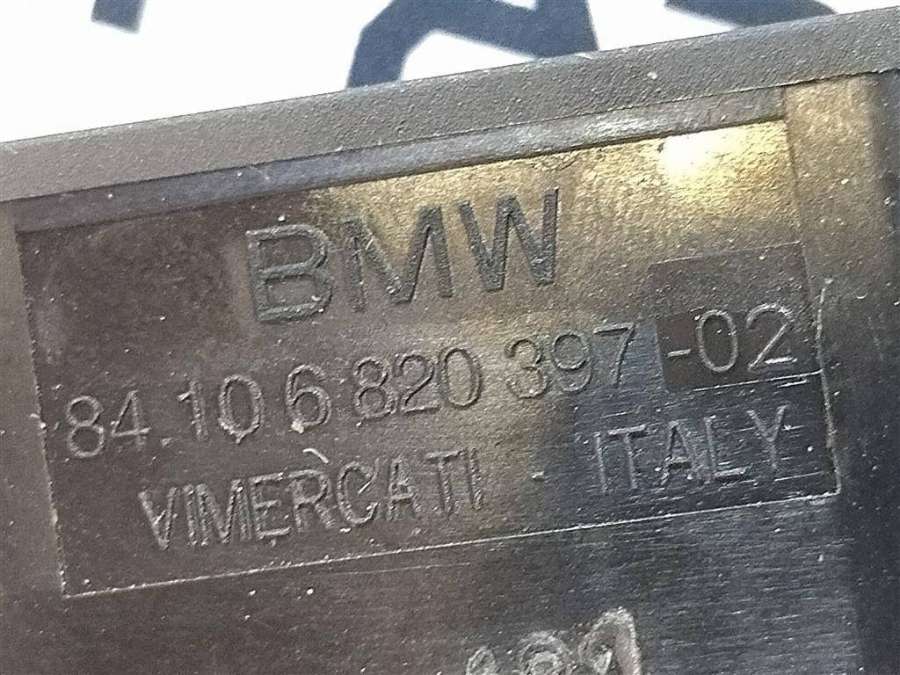 BMW
84.10 6 820 397 -02
VIMERCATI - ITALY